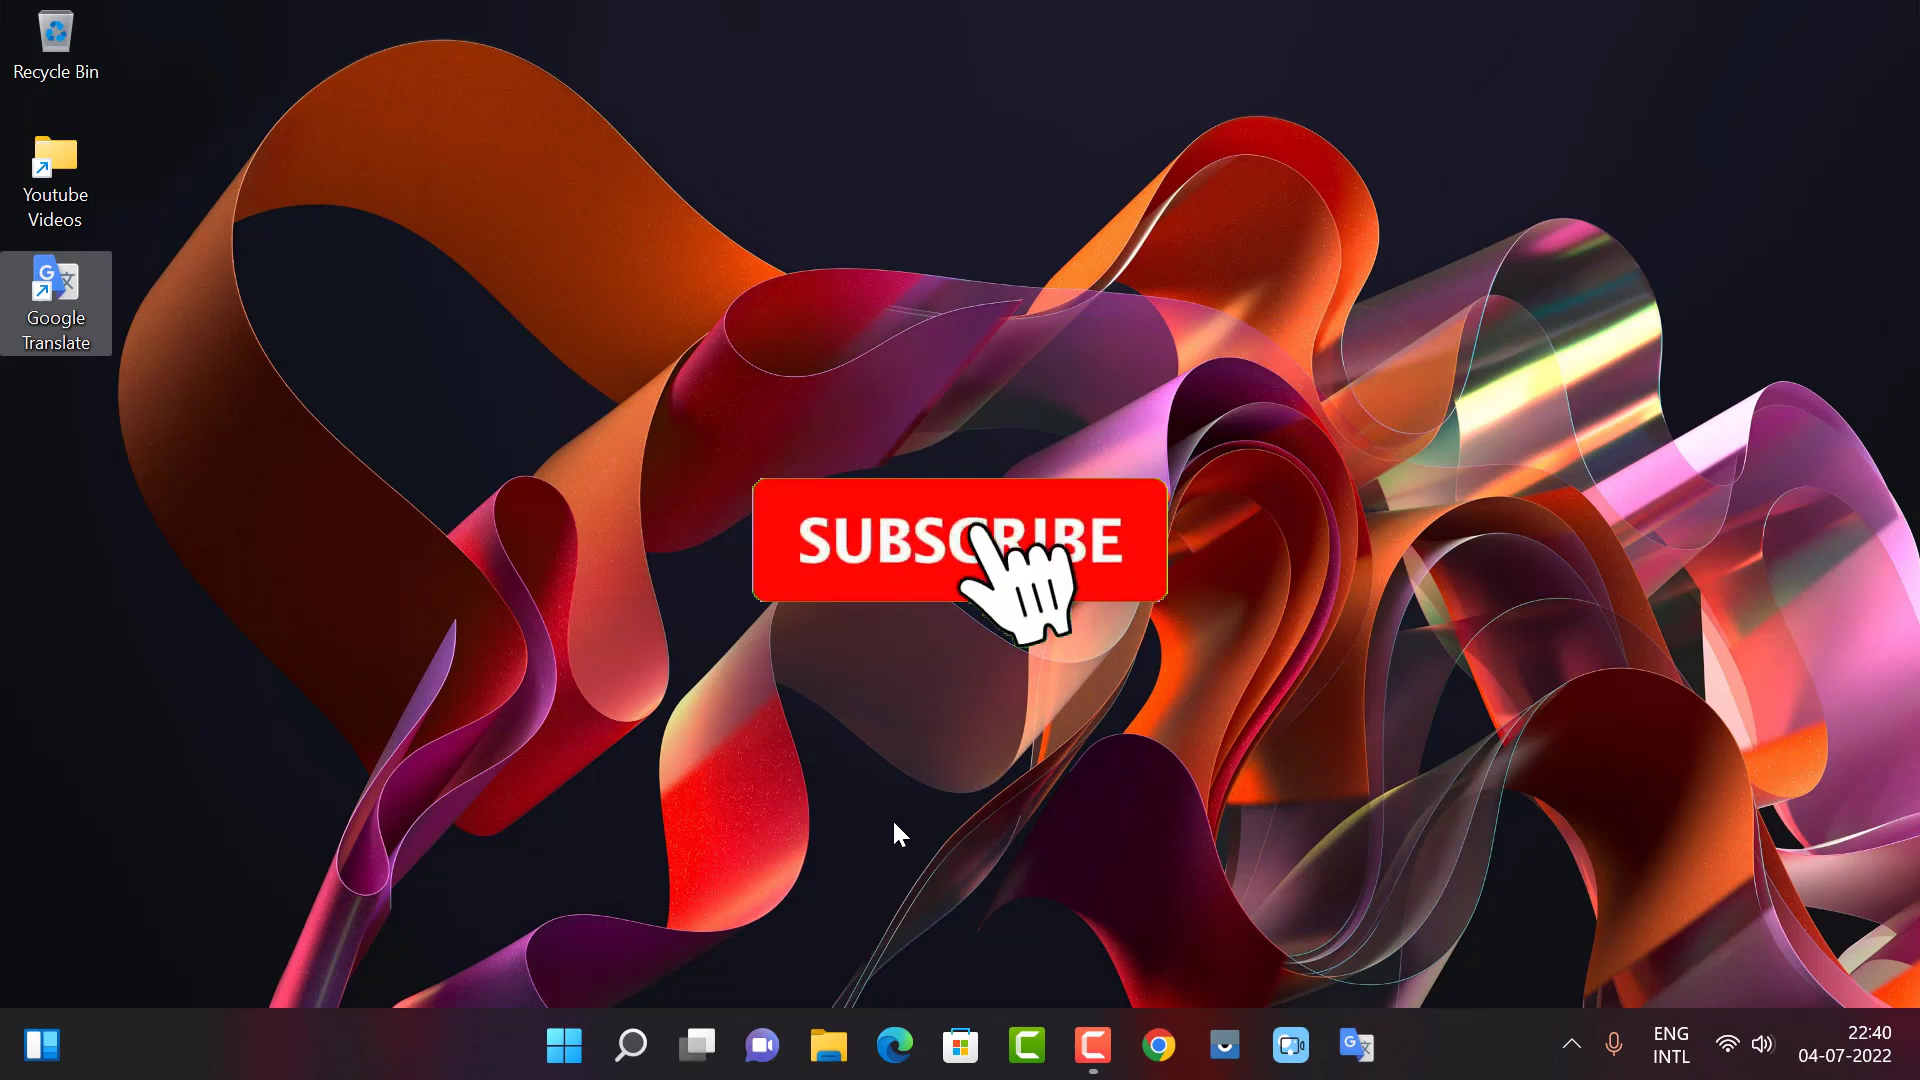 Recycle Bin
Youtube
Videos
Google
Translate
SUBSCRIBE
ENG
INTL
22:40
04-07-2022